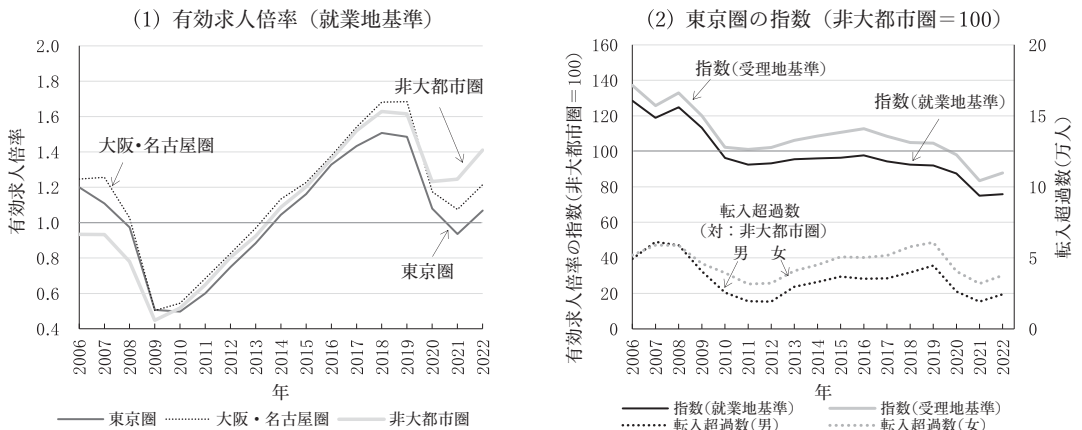 (1) 有効求人倍率（就業地基準）
有効求人倍率
2.0
1.8
1.6
1.4
1.2
1.0
0.8
0.6
0.4
非大都市圏
大阪・名古屋圏
東京圏
2006 2007 2008 2009 2010 2011 2012 2013 2014 2015 2016 2017 2018 2019 2020 2021 2022
年
東京圏 大阪・名古屋圏 非大都市圏
(2) 東京圏の指数（非大都市圏＝100）
有効求人倍率の指数(非大都市圏＝100)
160
140
120
100
80
60
40
20
0
指数(受理地基準)
指数(就業地基準)
転入超過数
(対：非大都市圏)
男 女
20
15
10
5
0
転入超過数(万人)
2006 2007 2008 2009 2010 2011 2012 2013 2014 2015 2016 2017 2018 2019 2020 2021 2022
年
指数(就業地基準) 指数(受理地基準)
転入超過数(男) 転入超過数(女)